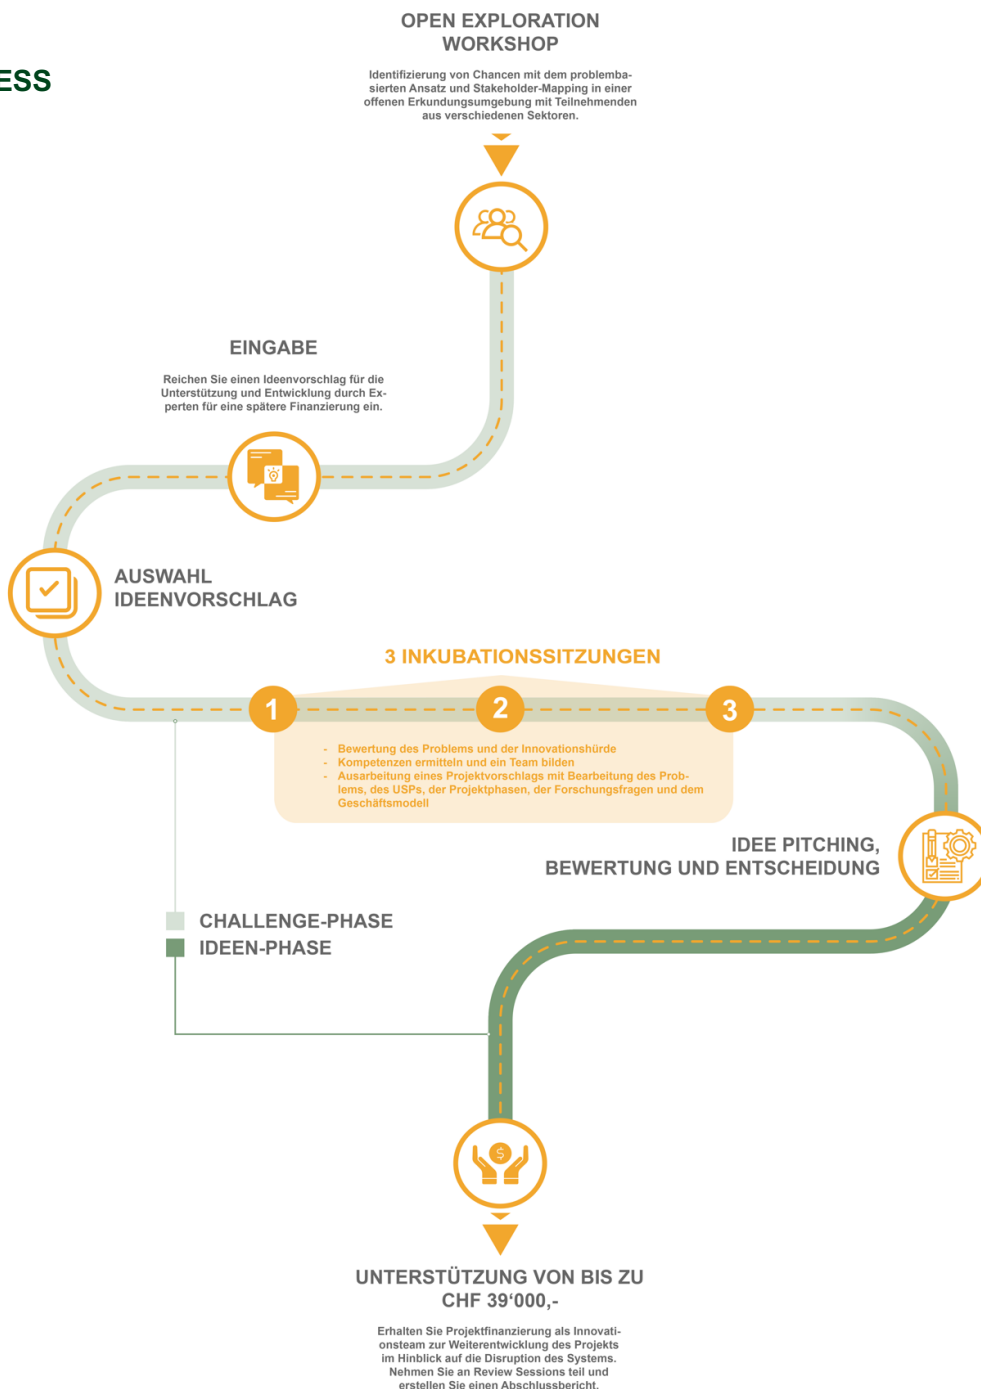 OPEN EXPLORATION
WORKSHOP
ESS
Identifizierung von Chancen mit dem problemba-
sierten Ansatz und Stakeholder-Mapping in einer
offenen Erkundungsumgebung mit Teilnehmenden
aus verschiedenen Sektoren.
EINGABE
Reichen Sie einen Ideenvorschlag für die
Unterstützung und Entwicklung durch Ex-
perten für eine spätere Finanzierung ein.
AUSWAHL
IDEENVORSCHLAG
3 INKUBATIONSSITZUNGEN
1 2 3
- Bewertung des Problems und der Innovationshürde
- Kompetenzen ermitteln und ein Team bilden
- Ausarbeitung eines Projektvorschlags mit Bearbeitung des Prob-
lems, des USPs, der Projektphasen, der Forschungsfragen und dem
Geschäftsmodell
IDEE PITCHING,
BEWERTUNG UND ENTSCHEIDUNG
CHALLENGE-PHASE
IDEEN-PHASE
$
UNTERSTÜTZUNG VON BIS ZU
CHF 39‘000,-
Erhalten Sie Projektfinanzierung als Innovati-
onsteam zur Weiterentwicklung des Projekts
im Hinblick auf die Disruption des Systems.
Nehmen Sie an Review Sessions teil und
erstellen Sie einen Abschlussbericht.